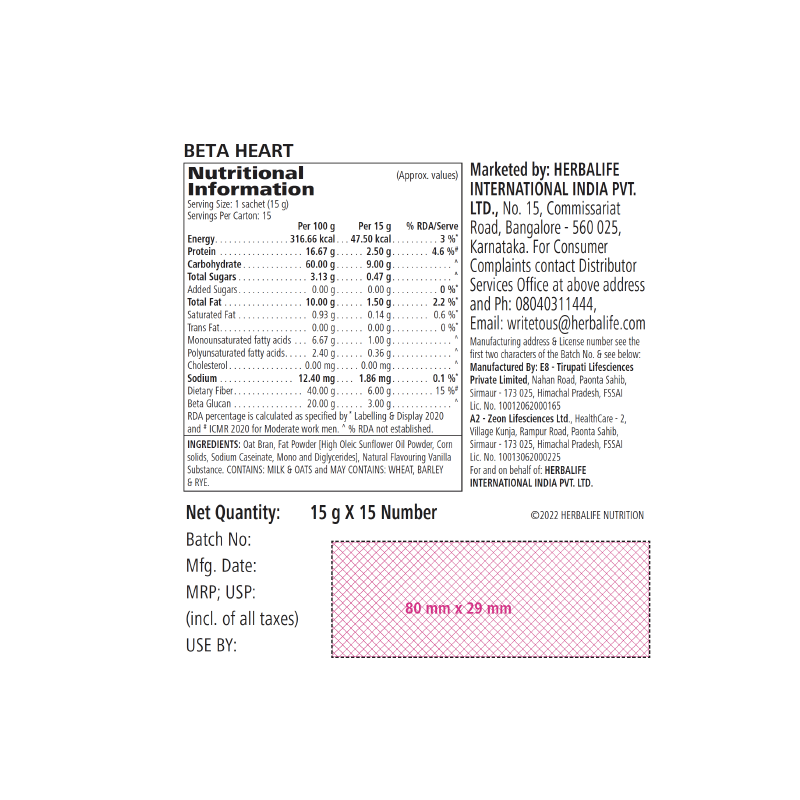 BETA HEART
Nutritional
Information
(Approx. values)
Serving Size: 1 sachet (15 g)
Servings Per Carton: 15
Per 100 g Per 15 g % RDA/Serve
Energy 316.66 kcal 47.50 kcal 3 %*
Protein 16.67 g 2.50 g 4.6 %#
Carbohydrate 60.00 g 9.00 g ^
Total Sugars 3.13 g 0.47 g ^
Added Sugars 0.00 g 0.00 g 0 %*
Total Fat 10.00 g 1.50 g 2.2 %*
Saturated Fat 0.93 g 0.14 g 0.6 %*
Trans Fat 0.00 g 0.00 g 0 %*
Monounsaturated fatty acids 6.67 g 1.00 g ^
Polyunsaturated fatty acids 2.40 g 0.36 g ^
Cholesterol 0.00 mg 0.00 mg ^
Sodium 12.40 mg 1.86 mg 0.1 %*
Dietary Fiber 40.00 g 6.00 g 15 %#
Beta Glucan 20.00 g 3.00 g ^
RDA percentage is calculated as specified by * Labelling & Display 2020
and # ICMR 2020 for Moderate work men. ^ % RDA not established.
INGREDIENTS: Oat Bran, Fat Powder [High Oleic Sunflower Oil Powder, Corn
solids, Sodium Caseinate, Mono and Diglycerides], Natural Flavouring Vanilla
Substance. CONTAINS: MILK & OATS and MAY CONTAINS: WHEAT, BARLEY
& RYE.
Marketed by: HERBALIFE
INTERNATIONAL INDIA PVT.
LTD., No. 15, Commissariat
Road, Bangalore - 560 025,
Karnataka. For Consumer
Complaints contact Distributor
Services Office at above address
and Ph: 08040311444,
Email: writetous@herbalife.com
Manufacturing address & License number see the
first two characters of the Batch No. & see below:
Manufactured By: E8 - Tirupati Lifesciences
Private Limited, Nahan Road, Paonta Sahib,
Sirmaur - 173 025, Himachal Pradesh, FSSAI
Lic. No. 10012062000165
A2 - Zeon Lifesciences Ltd., HealthCare - 2,
Village Kunja, Rampur Road, Paonta Sahib,
Sirmaur - 173 025, Himachal Pradesh, FSSAI
Lic. No. 10013062000225
For and on behalf of: HERBALIFE
INTERNATIONAL INDIA PVT. LTD.
Net Quantity: 15 g X 15 Number
©2022 HERBALIFE NUTRITION
Batch No:
Mfg. Date:
MRP; USP:
(incl. of all taxes)
USE BY:
80 mm x 29 mm